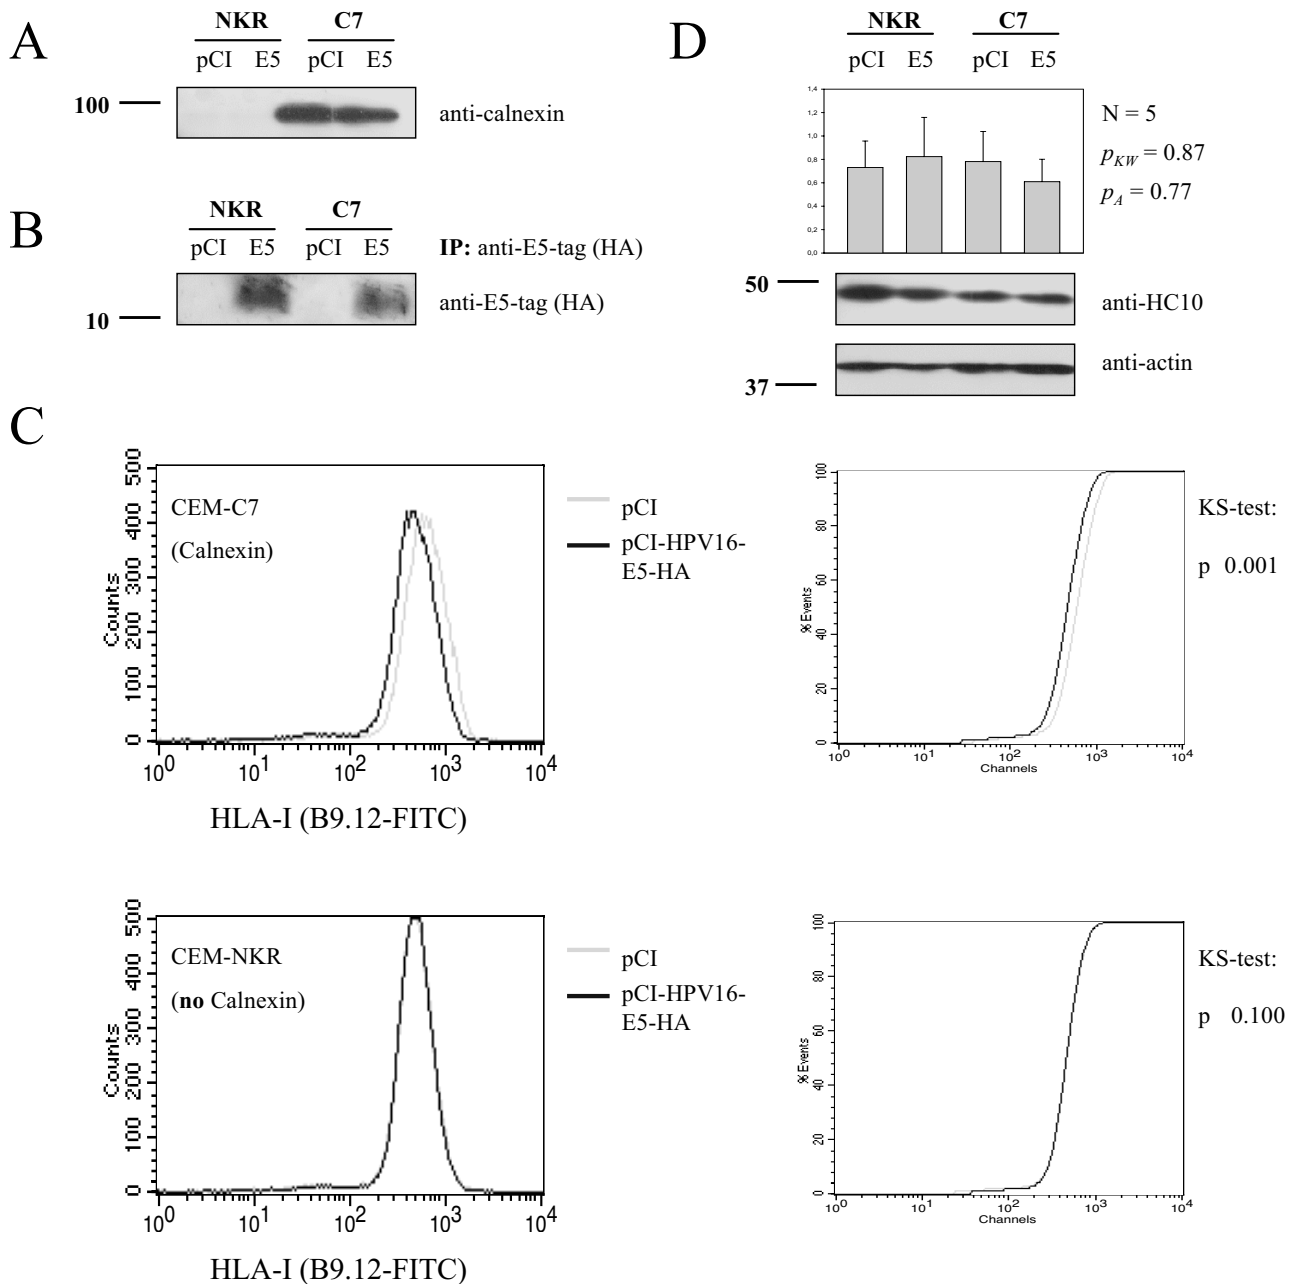 A
NKR C7
pCI E5 pCI E5
100
anti-calnexin
B
NKR C7
pCI E5 pCI E5
IP: anti-E5-tag (HA)
anti-E5-tag (HA)
10
D
NKR C7
pCI E5 pCI E5
1,4
1,2
1,0
0,8
0,6
0,4
0,2
0,0
N = 5
pKW = 0.87
pA = 0.77
50
anti-HC10
anti-actin
37
C
CEM-C7
(Calnexin)
Counts
500
400
300
200
100
0
10^0 10^1 10^2 10^3 10^4
HLA-I (B9.12-FITC)
pCI
pCI-HPV16-
E5-HA
% Events
100
80
60
40
20
0
10^0 10^1 10^2 10^3 10^4
Channels
KS-test:
p 0.001
CEM-NKR
(no Calnexin)
Counts
500
400
300
200
100
0
10^0 10^1 10^2 10^3 10^4
HLA-I (B9.12-FITC)
pCI
pCI-HPV16-
E5-HA
% Events
100
80
60
40
20
0
10^0 10^1 10^2 10^3 10^4
Channels
KS-test:
p 0.100